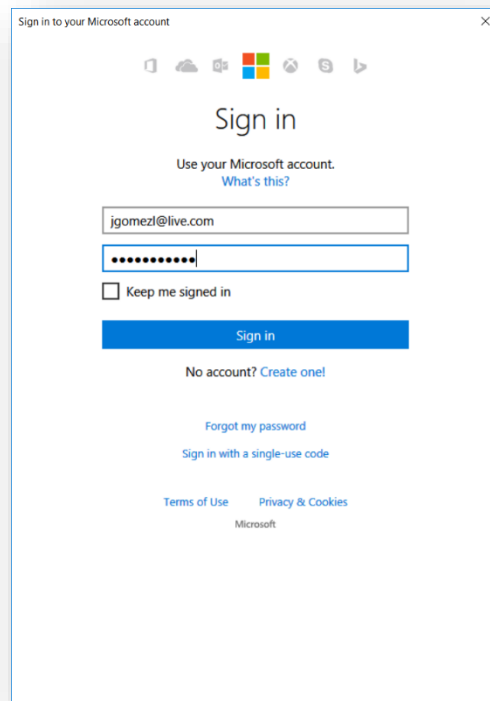 Sign in to your Microsoft account
Sign in
Use your Microsoft account.
What's this?
jgomezl@live.com
•••••••••••
Keep me signed in
Sign in
No account? Create one!
Forgot my password
Sign in with a single-use code
Terms of Use Privacy & Cookies
Microsoft